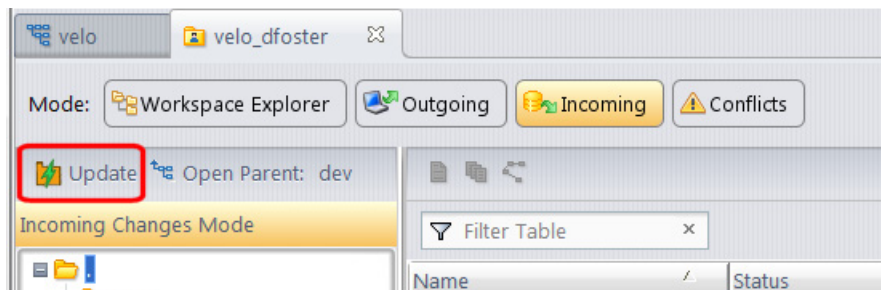 velo velo_dfoster
Mode: Workspace Explorer Outgoing Incoming Conflicts
Update Open Parent: dev
Incoming Changes Mode
Filter Table
.
Name Status